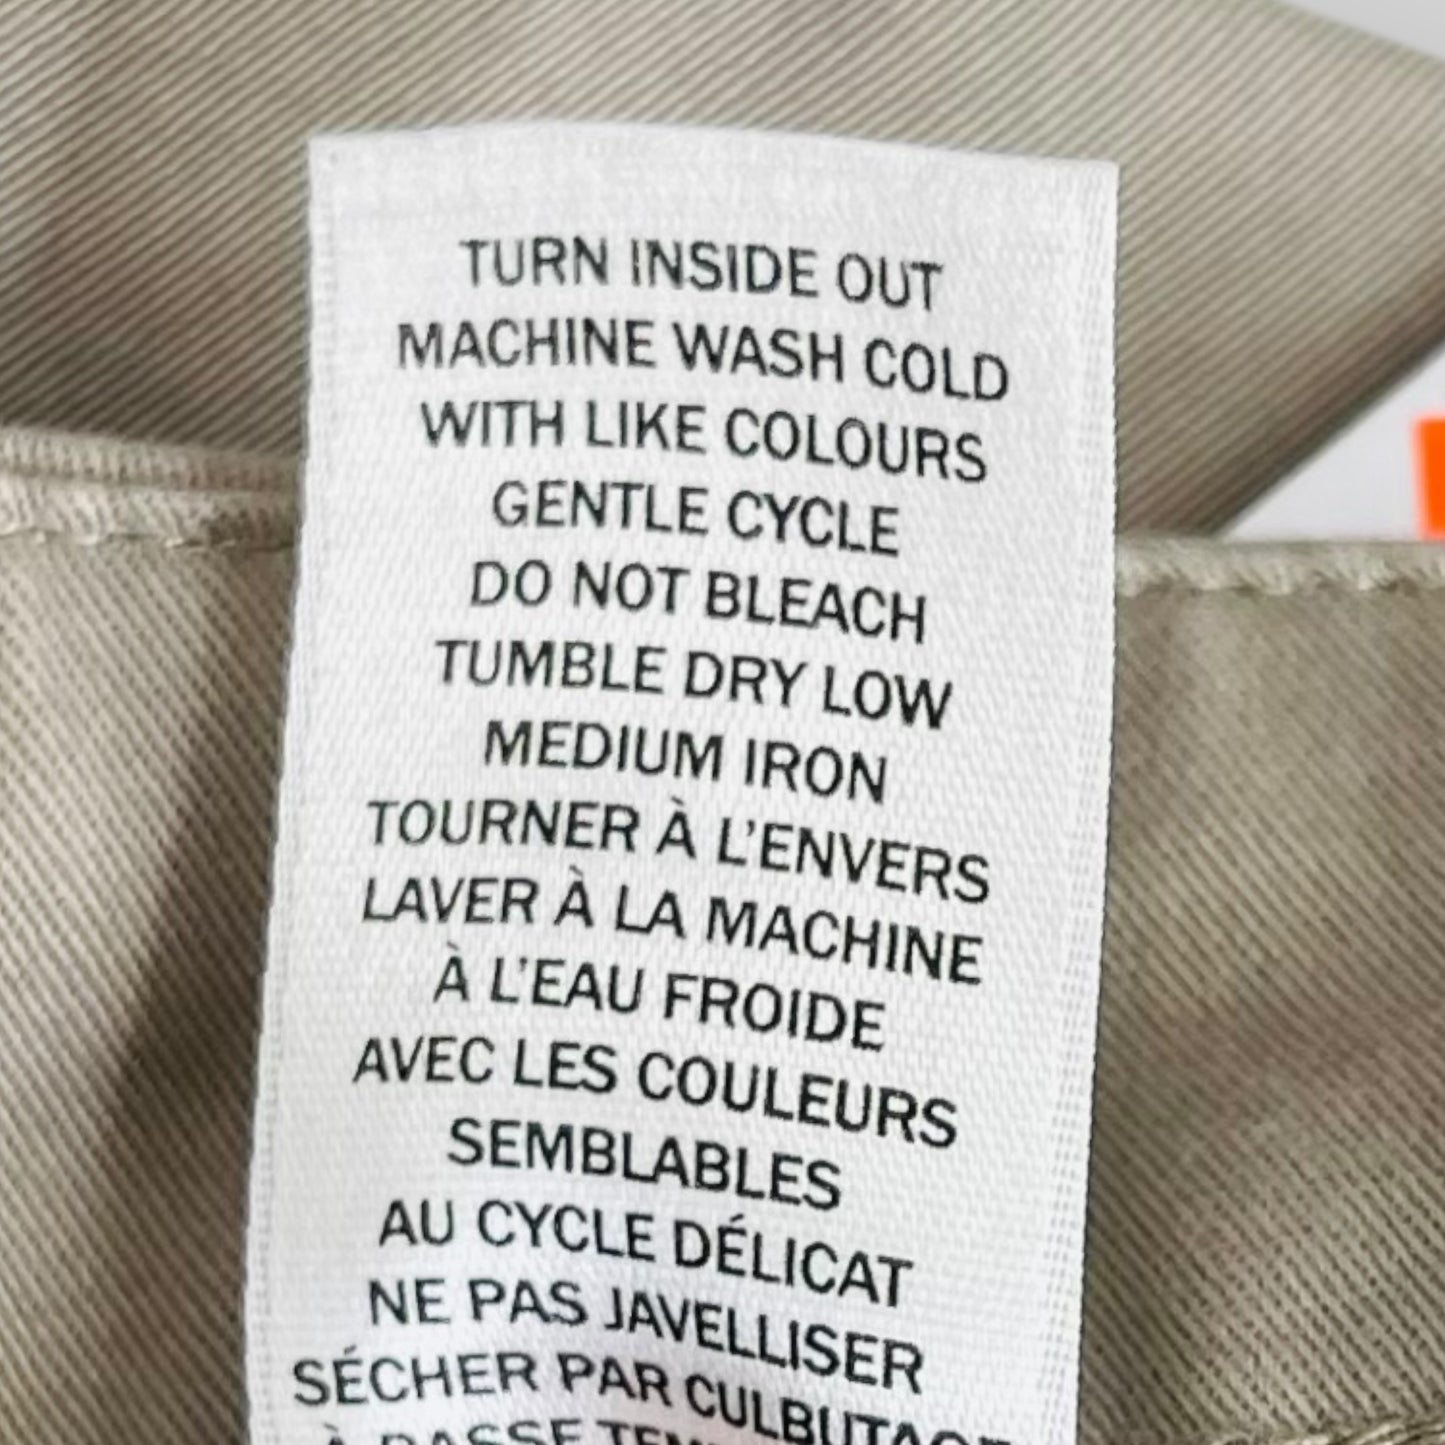 TURN INSIDE OUT
MACHINE WASH COLD
WITH LIKE COLOURS
GENTLE CYCLE
DO NOT BLEACH
TUMBLE DRY LOW
MEDIUM IRON
TOURNER À L'ENVERS
LAVER À LA MACHINE
À L'EAU FROIDE
AVEC LES COULEURS
SEMBLABLES
AU CYCLE DÉLICAT
NE PAS JAVELLISER
SÉCHER PAR CULBUTAGE
À BASSE